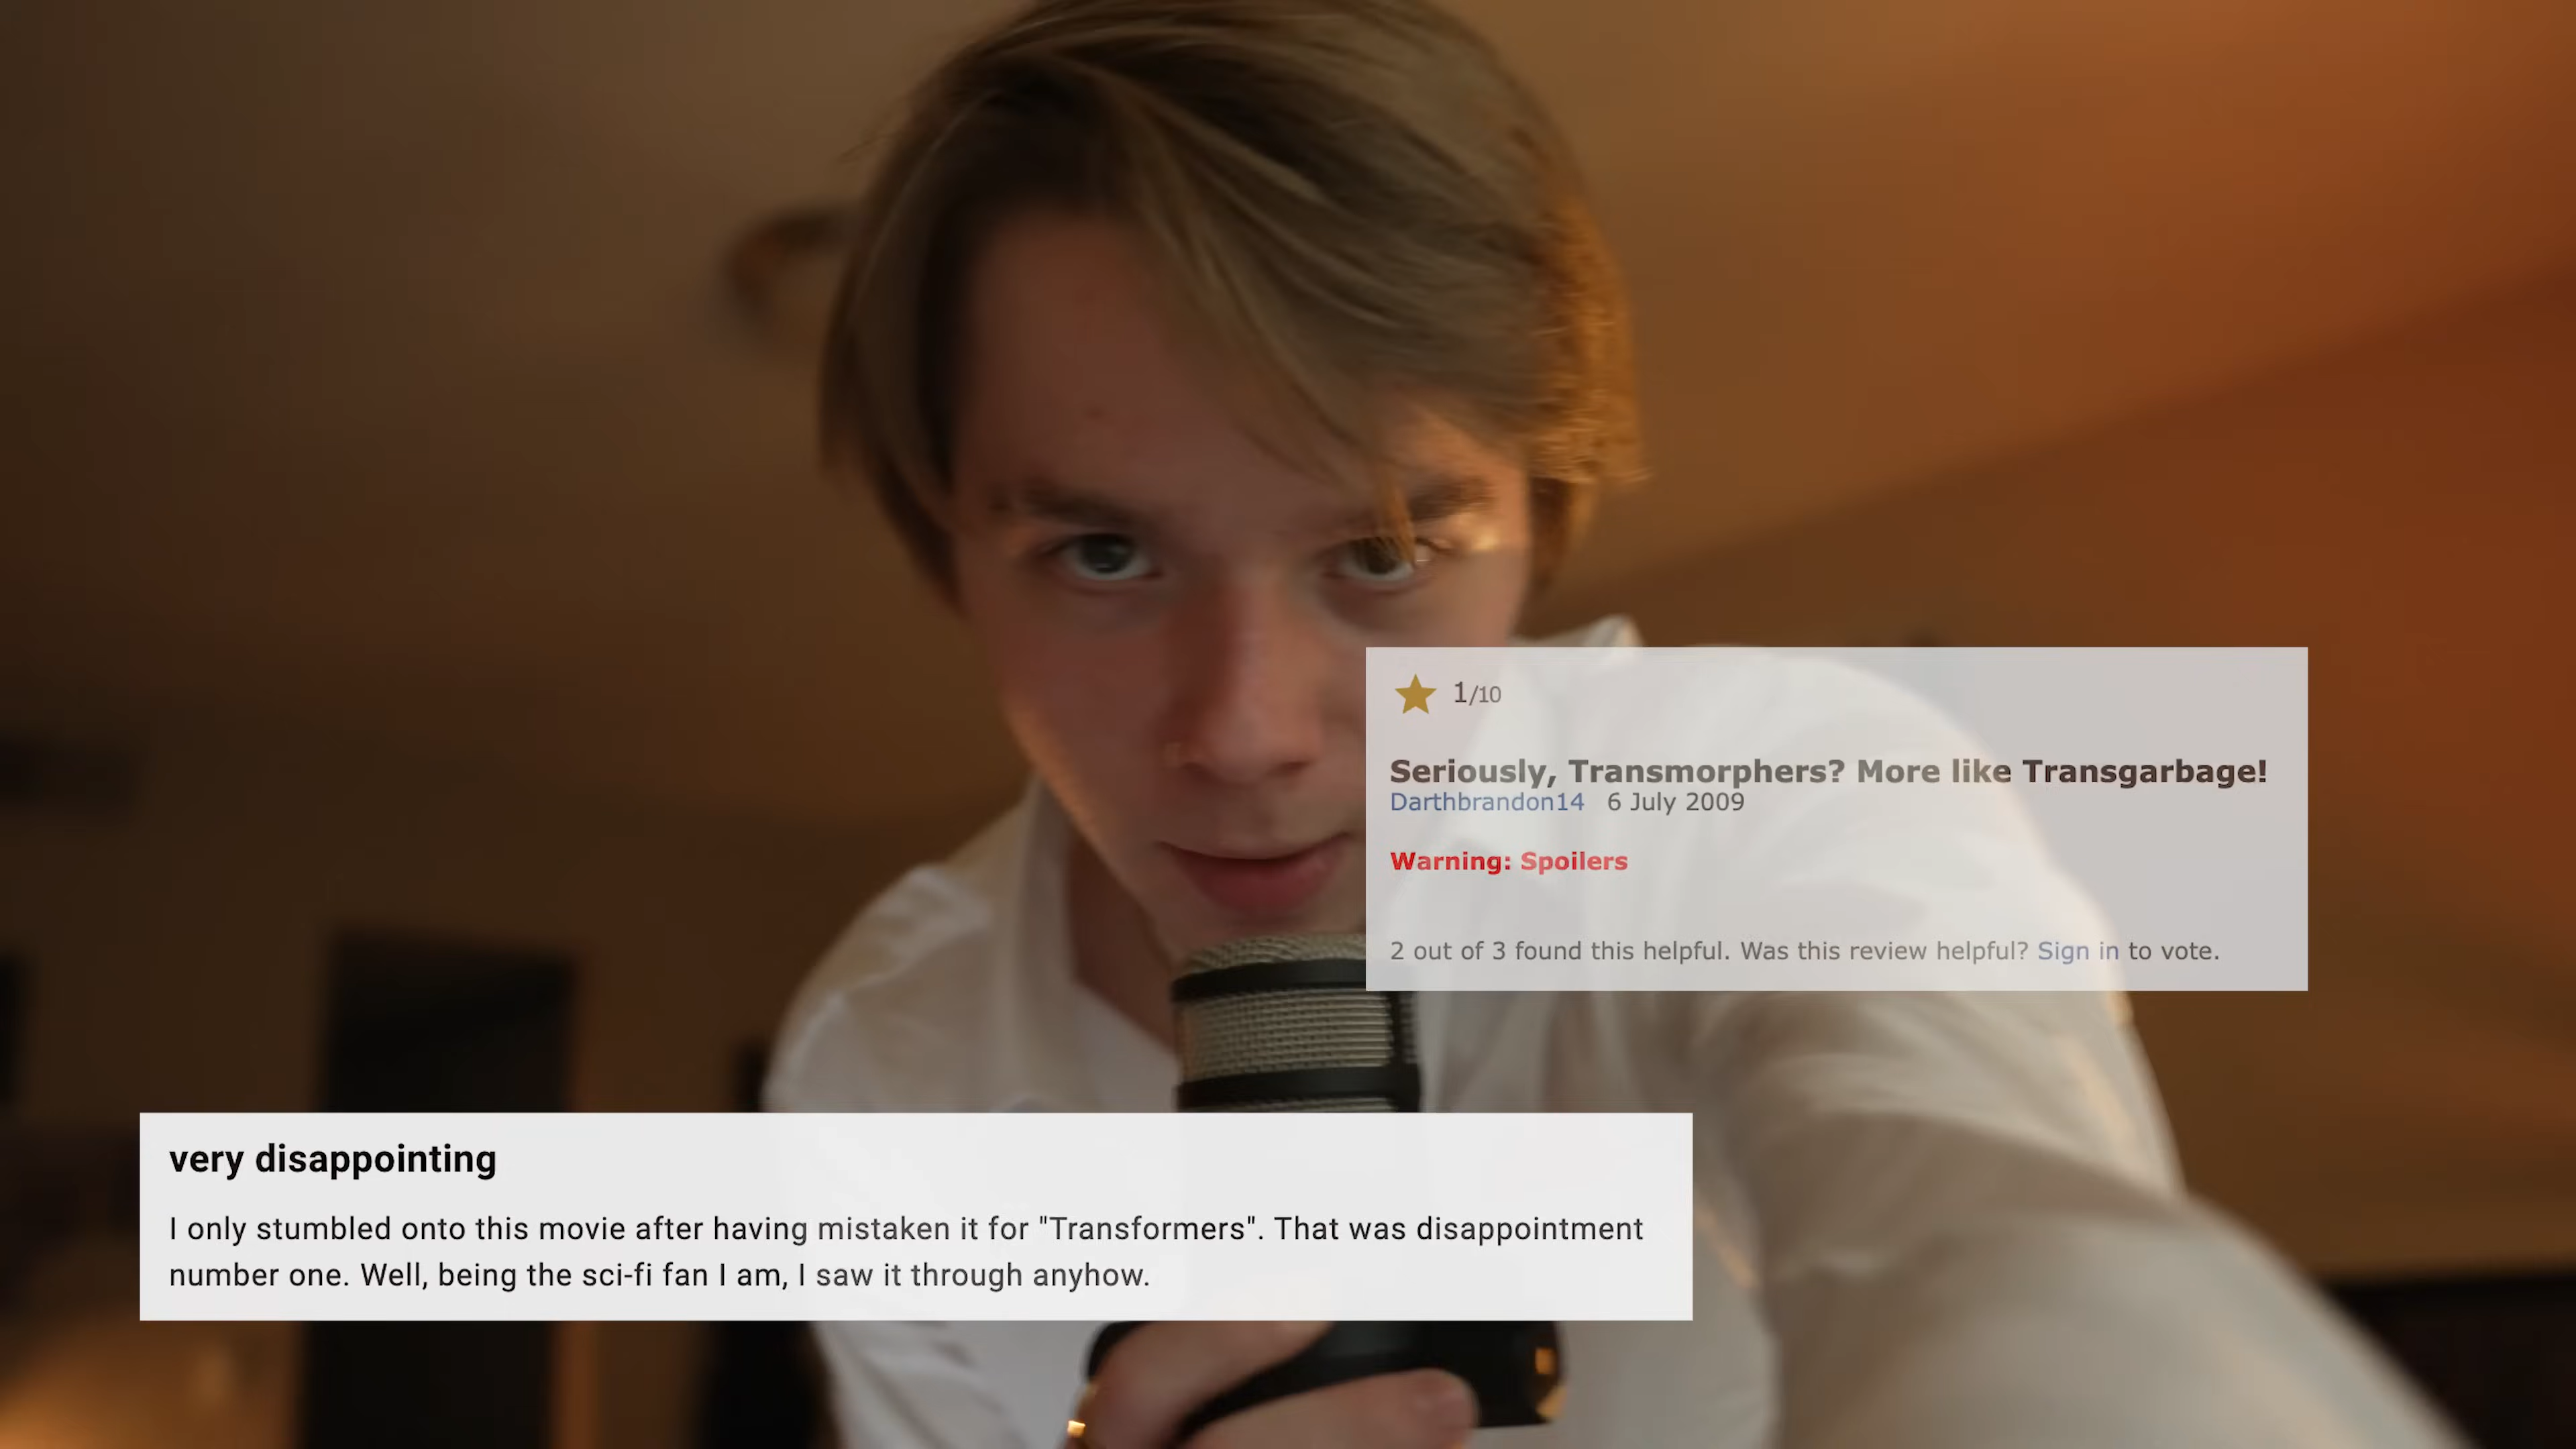 1/10
Seriously, Transmorphers? More like Transgarbage!
Darthbrandon14 6 July 2009
Warning: Spoilers
2 out of 3 found this helpful. Was this review helpful? Sign in to vote.
very disappointing
I only stumbled onto this movie after having mistaken it for "Transformers". That was disappointment
number one. Well, being the sci-fi fan I am, I saw it through anyhow.